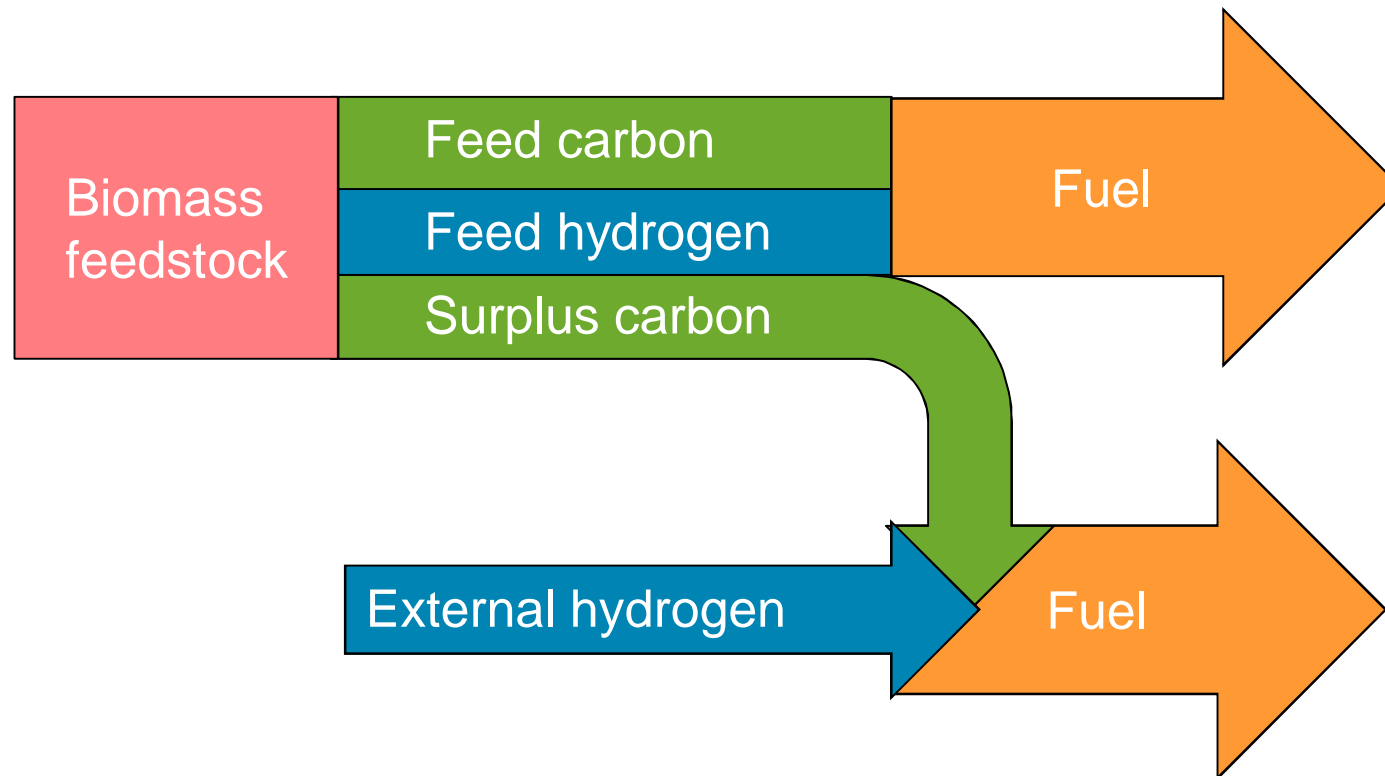 Biomass
feedstock
Feed carbon
Feed hydrogen
Surplus carbon
Fuel
External hydrogen
Fuel